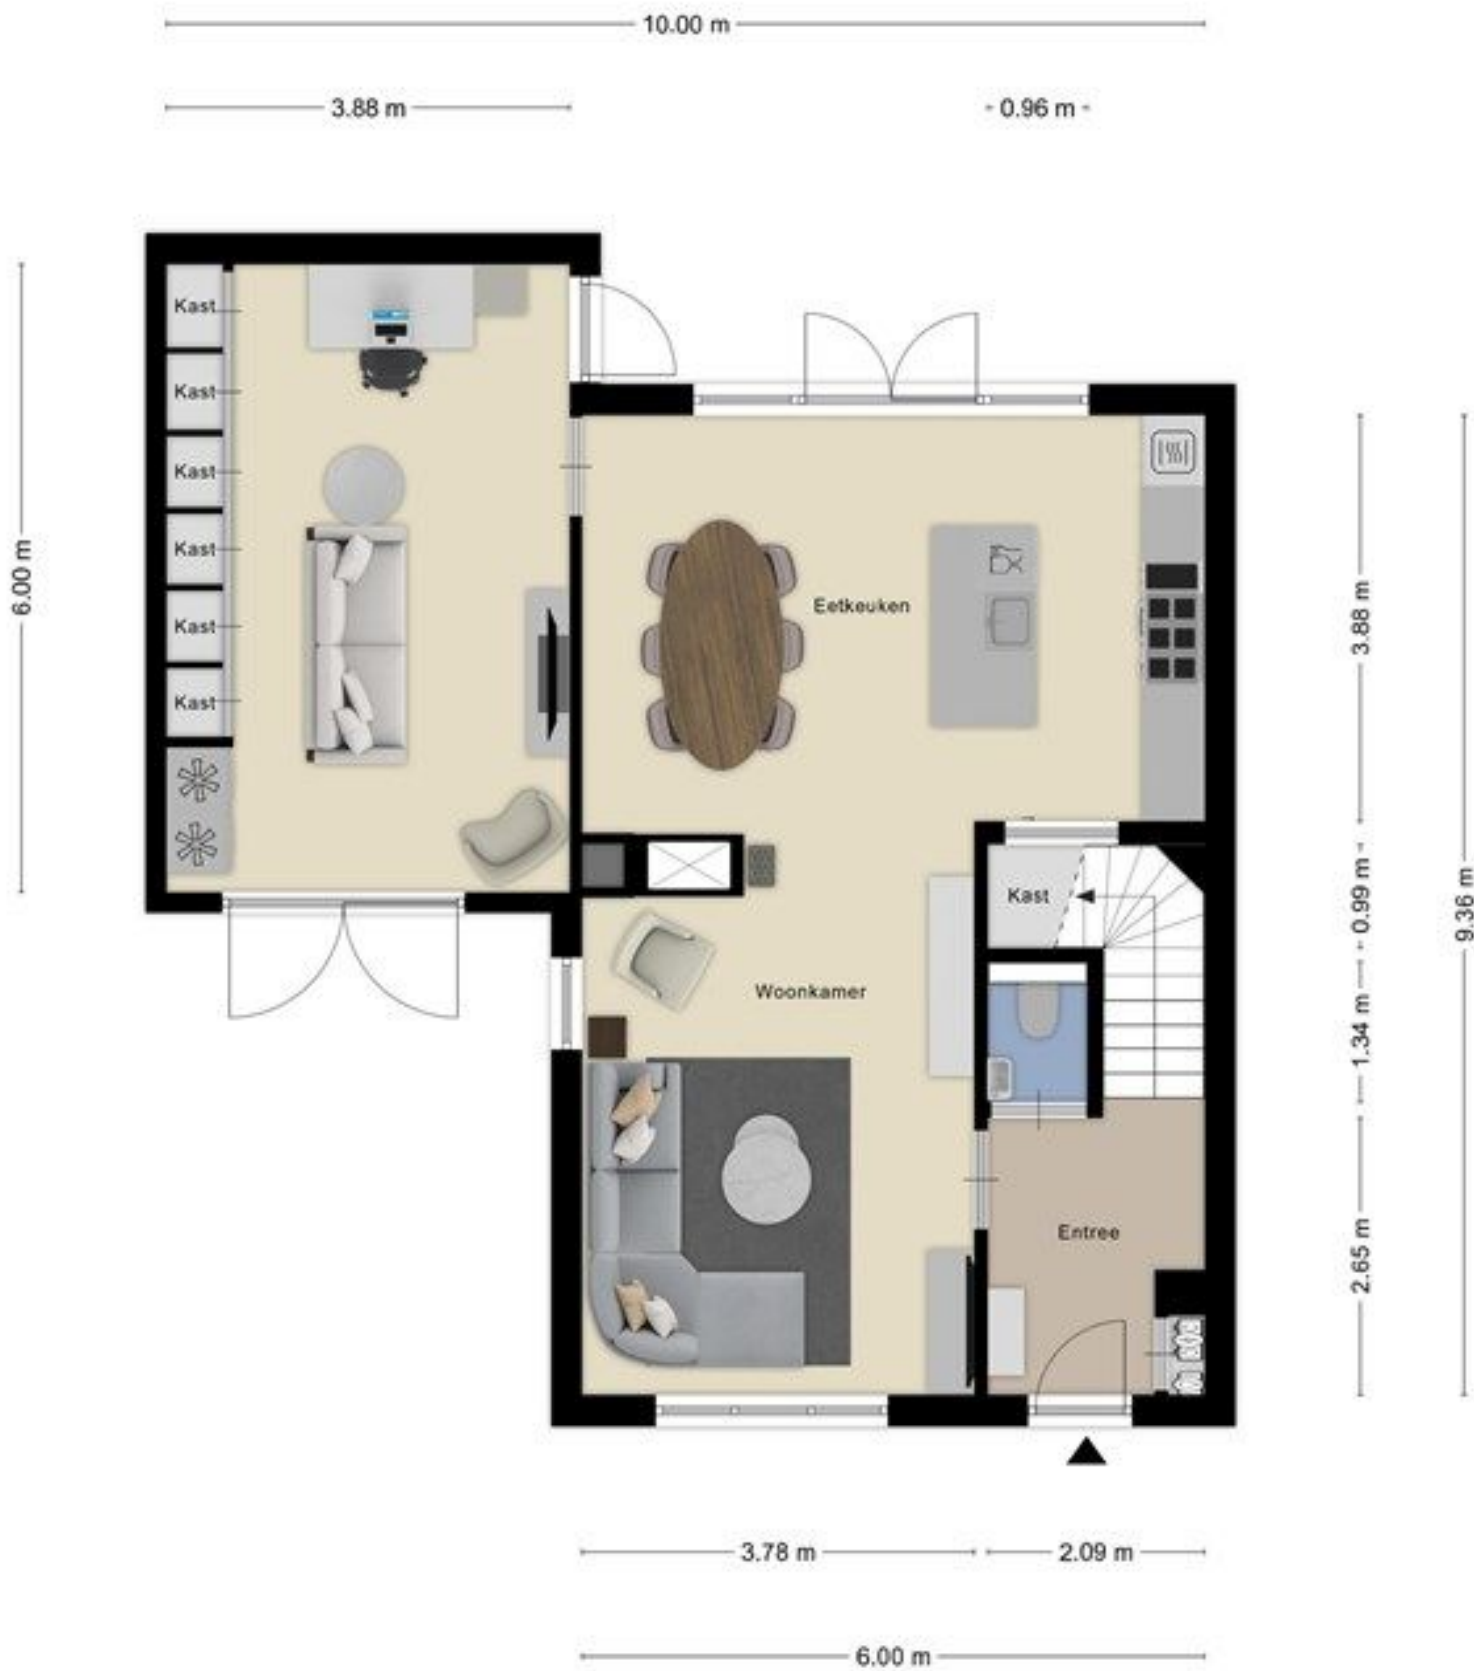 10.00 m
3.88 m
0.96 m
Kast
Kast
Kast
Kast
Kast
Kast
6.00 m
Eetkeuken
3.88 m
Kast
0.99 m
9.36 m
Woonkamer
1.34 m
Entree
2.65 m
3.78 m
2.09 m
6.00 m